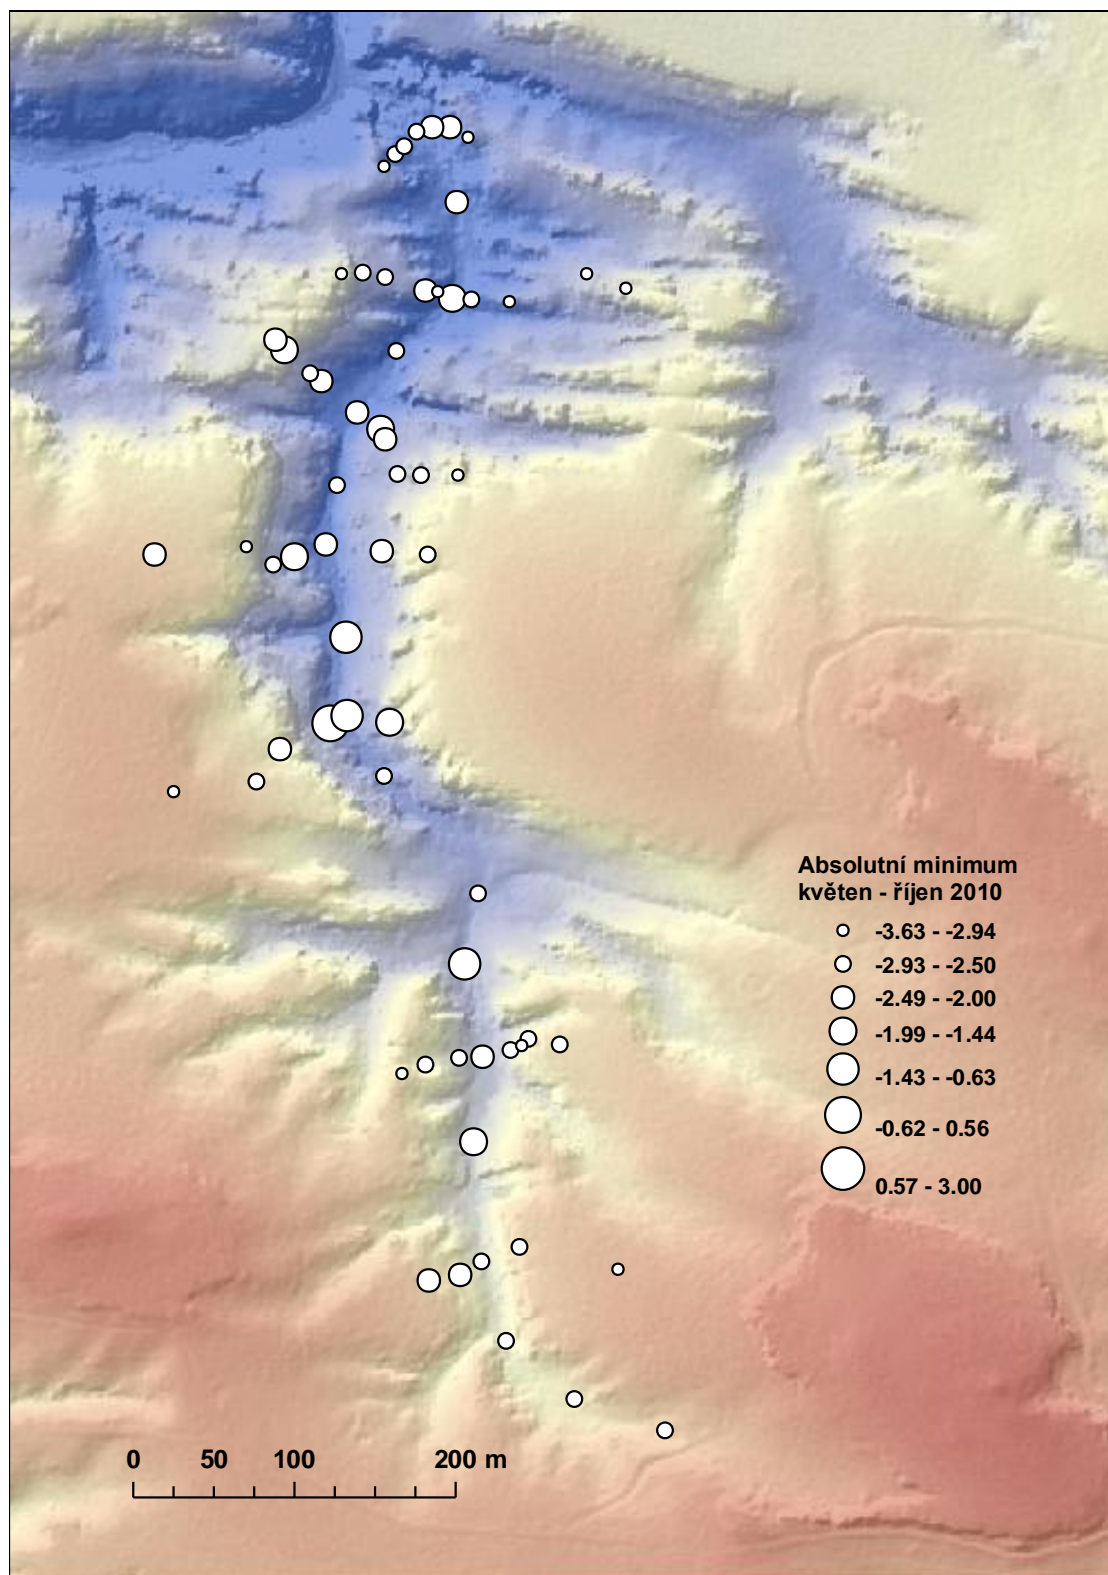 Absolutní minimum
květen - říjen 2010
-3.63 - -2.94
-2.93 - -2.50
-2.49 - -2.00
-1.99 - -1.44
-1.43 - -0.63
-0.62 - 0.56
0.57 - 3.00
0 50 100 200 m